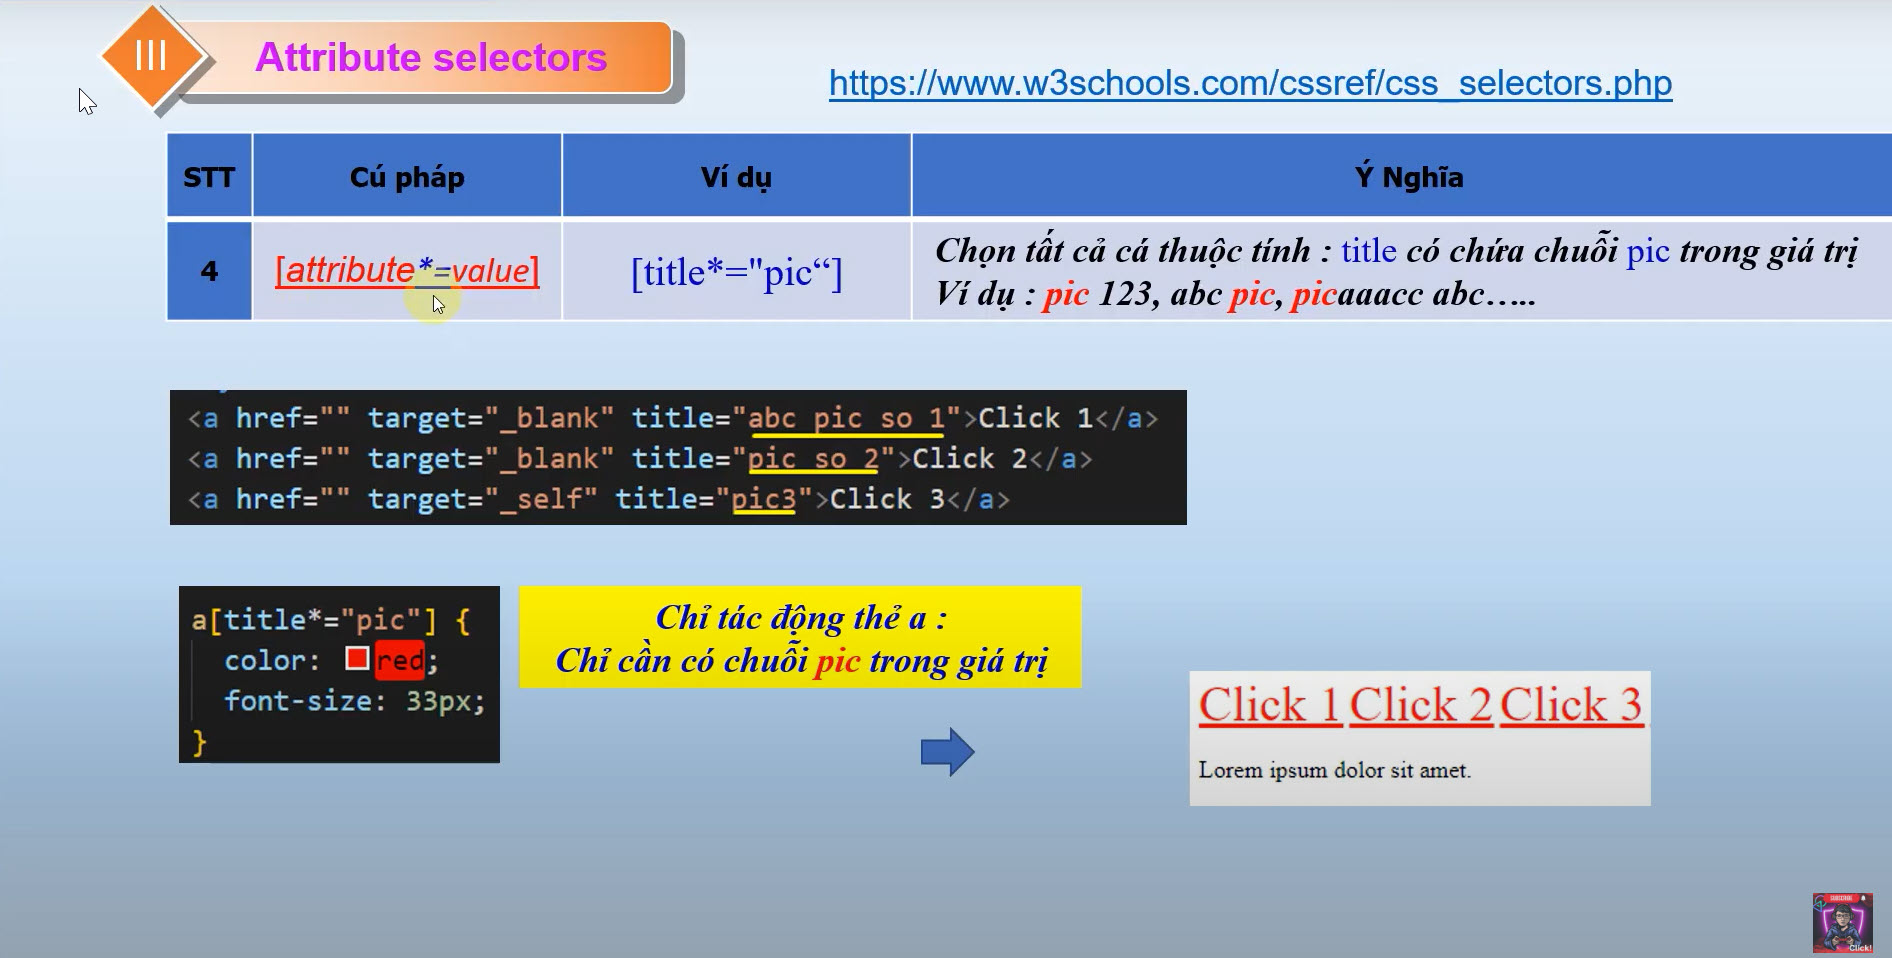 III
Attribute selectors
https://www.w3schools.com/cssref/css_selectors.php
STT
Cú pháp
Ví dụ
Ý Nghĩa
4
[attribute*=value]
[title*="pic“]
Chọn tất cả cá thuộc tính : title có chứa chuỗi pic trong giá trị
Ví dụ : pic 123, abc pic, picaaacc abc…..
<a href="" target="_blank" title="abc pic so 1">Click 1</a>
<a href="" target="_blank" title="pic so 2">Click 2</a>
<a href="" target="_self" title="pic3">Click 3</a>
a[title*="pic"] {
color: red;
font-size: 33px;
}
Chỉ tác động thẻ a :
Chỉ cần có chuỗi pic trong giá trị
Click 1 Click 2 Click 3
Lorem ipsum dolor sit amet.
SUBSCRIBE
Click!